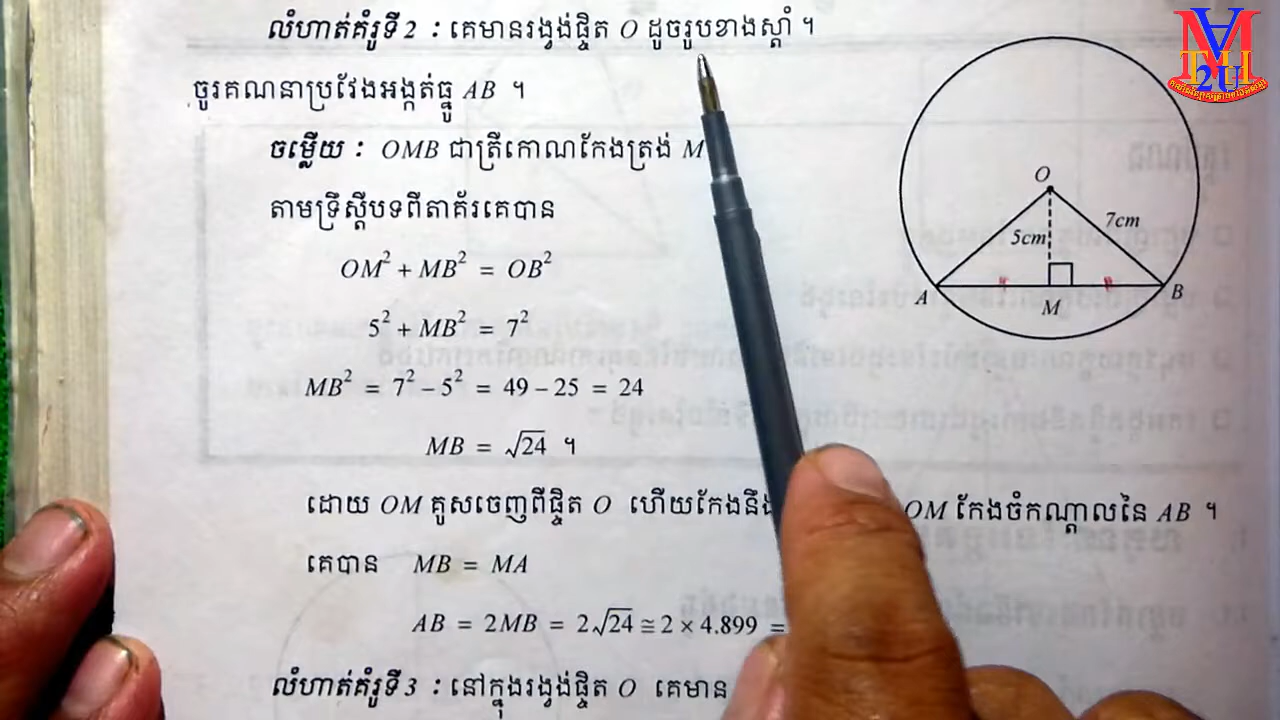 លំហាត់គំរូទី 2 : គេមានរង្វង់ផ្ចិត O ដូចរូបខាងស្ដាំ ។
ចូរគណនាប្រវែងអង្កត់ធ្នូ AB ។
ចម្លើយ : OMB ជាត្រីកោណកែងត្រង់ M
តាមទ្រឹស្ដីបទពីតាគ័រគេបាន
OM² + MB² = OB²
5² + MB² = 7²
MB² = 7² – 5² = 49 – 25 = 24
MB = √24 ។
ដោយ OM គូសចេញពីផ្ចិត O ហើយកែងនឹង OM កែងចំកណ្ដាលនៃ AB ។
គេបាន MB = MA
AB = 2MB = 2√24 ≅ 2 × 4.899 =
លំហាត់គំរូទី 3 : នៅក្នុងរង្វង់ផ្ចិត O គេមាន
O
7cm
5cm
A
B
M
MATH
2U